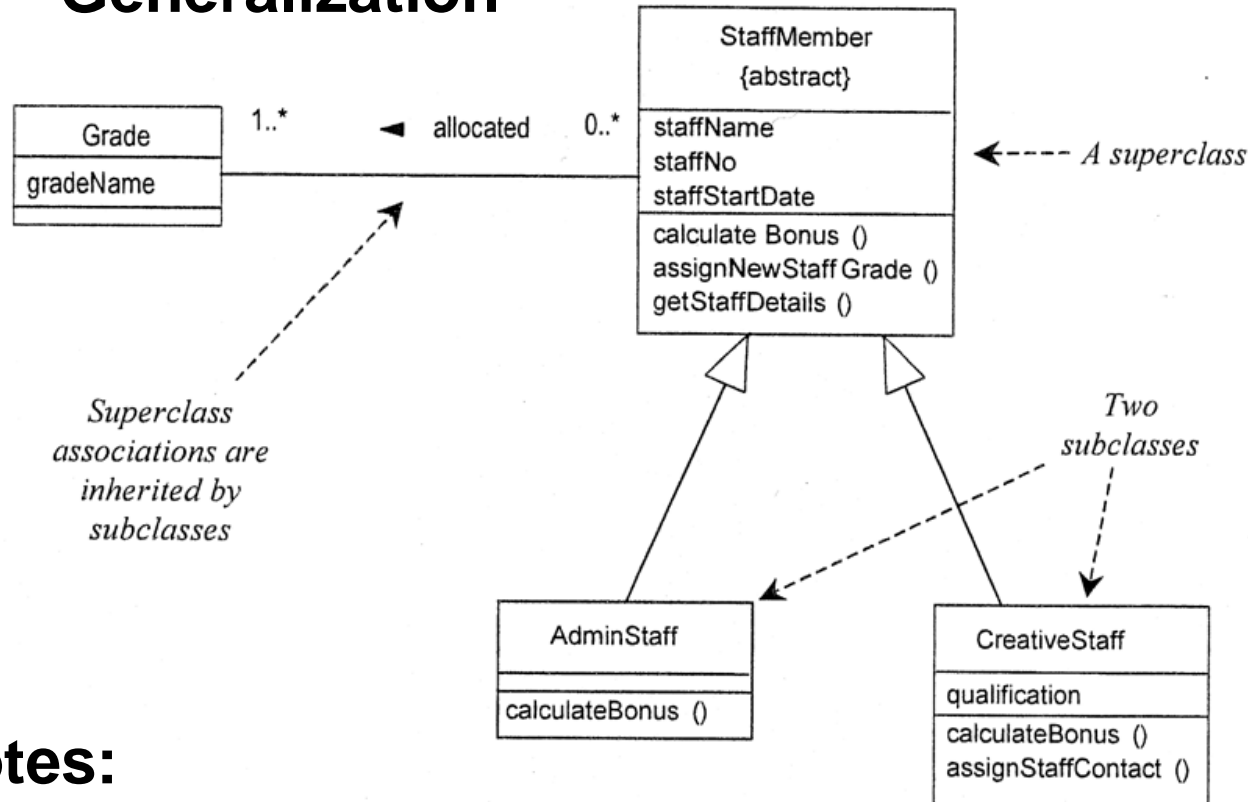 Generalization
StaffMember
{abstract}
staffName
staffNo
staffStartDate
calculate Bonus ()
assignNewStaff Grade ()
getStaffDetails ()
A superclass
Grade
gradeName
1..*
◄ allocated
0..*
Superclass
associations are
inherited by
subclasses
Two
subclasses
AdminStaff
calculateBonus ()
CreativeStaff
qualification
calculateBonus ()
assignStaffContact ()
otes: